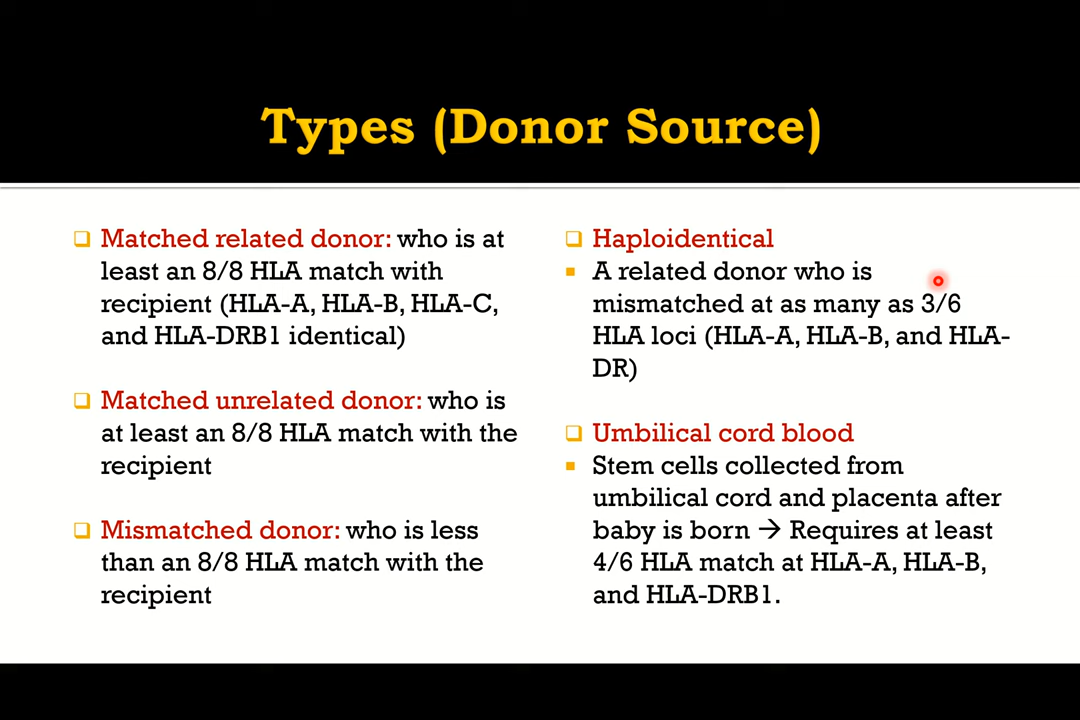 Types (Donor Source)
Matched related donor: who is at
least an 8/8 HLA match with
recipient (HLA-A, HLA-B, HLA-C,
and HLA-DRB1 identical)
Matched unrelated donor: who is
at least an 8/8 HLA match with the
recipient
Mismatched donor: who is less
than an 8/8 HLA match with the
recipient
Haploidentical
A related donor who is
mismatched at as many as 3/6
HLA loci (HLA-A, HLA-B, and HLA-
DR)
Umbilical cord blood
Stem cells collected from
umbilical cord and placenta after
baby is born → Requires at least
4/6 HLA match at HLA-A, HLA-B,
and HLA-DRB1.